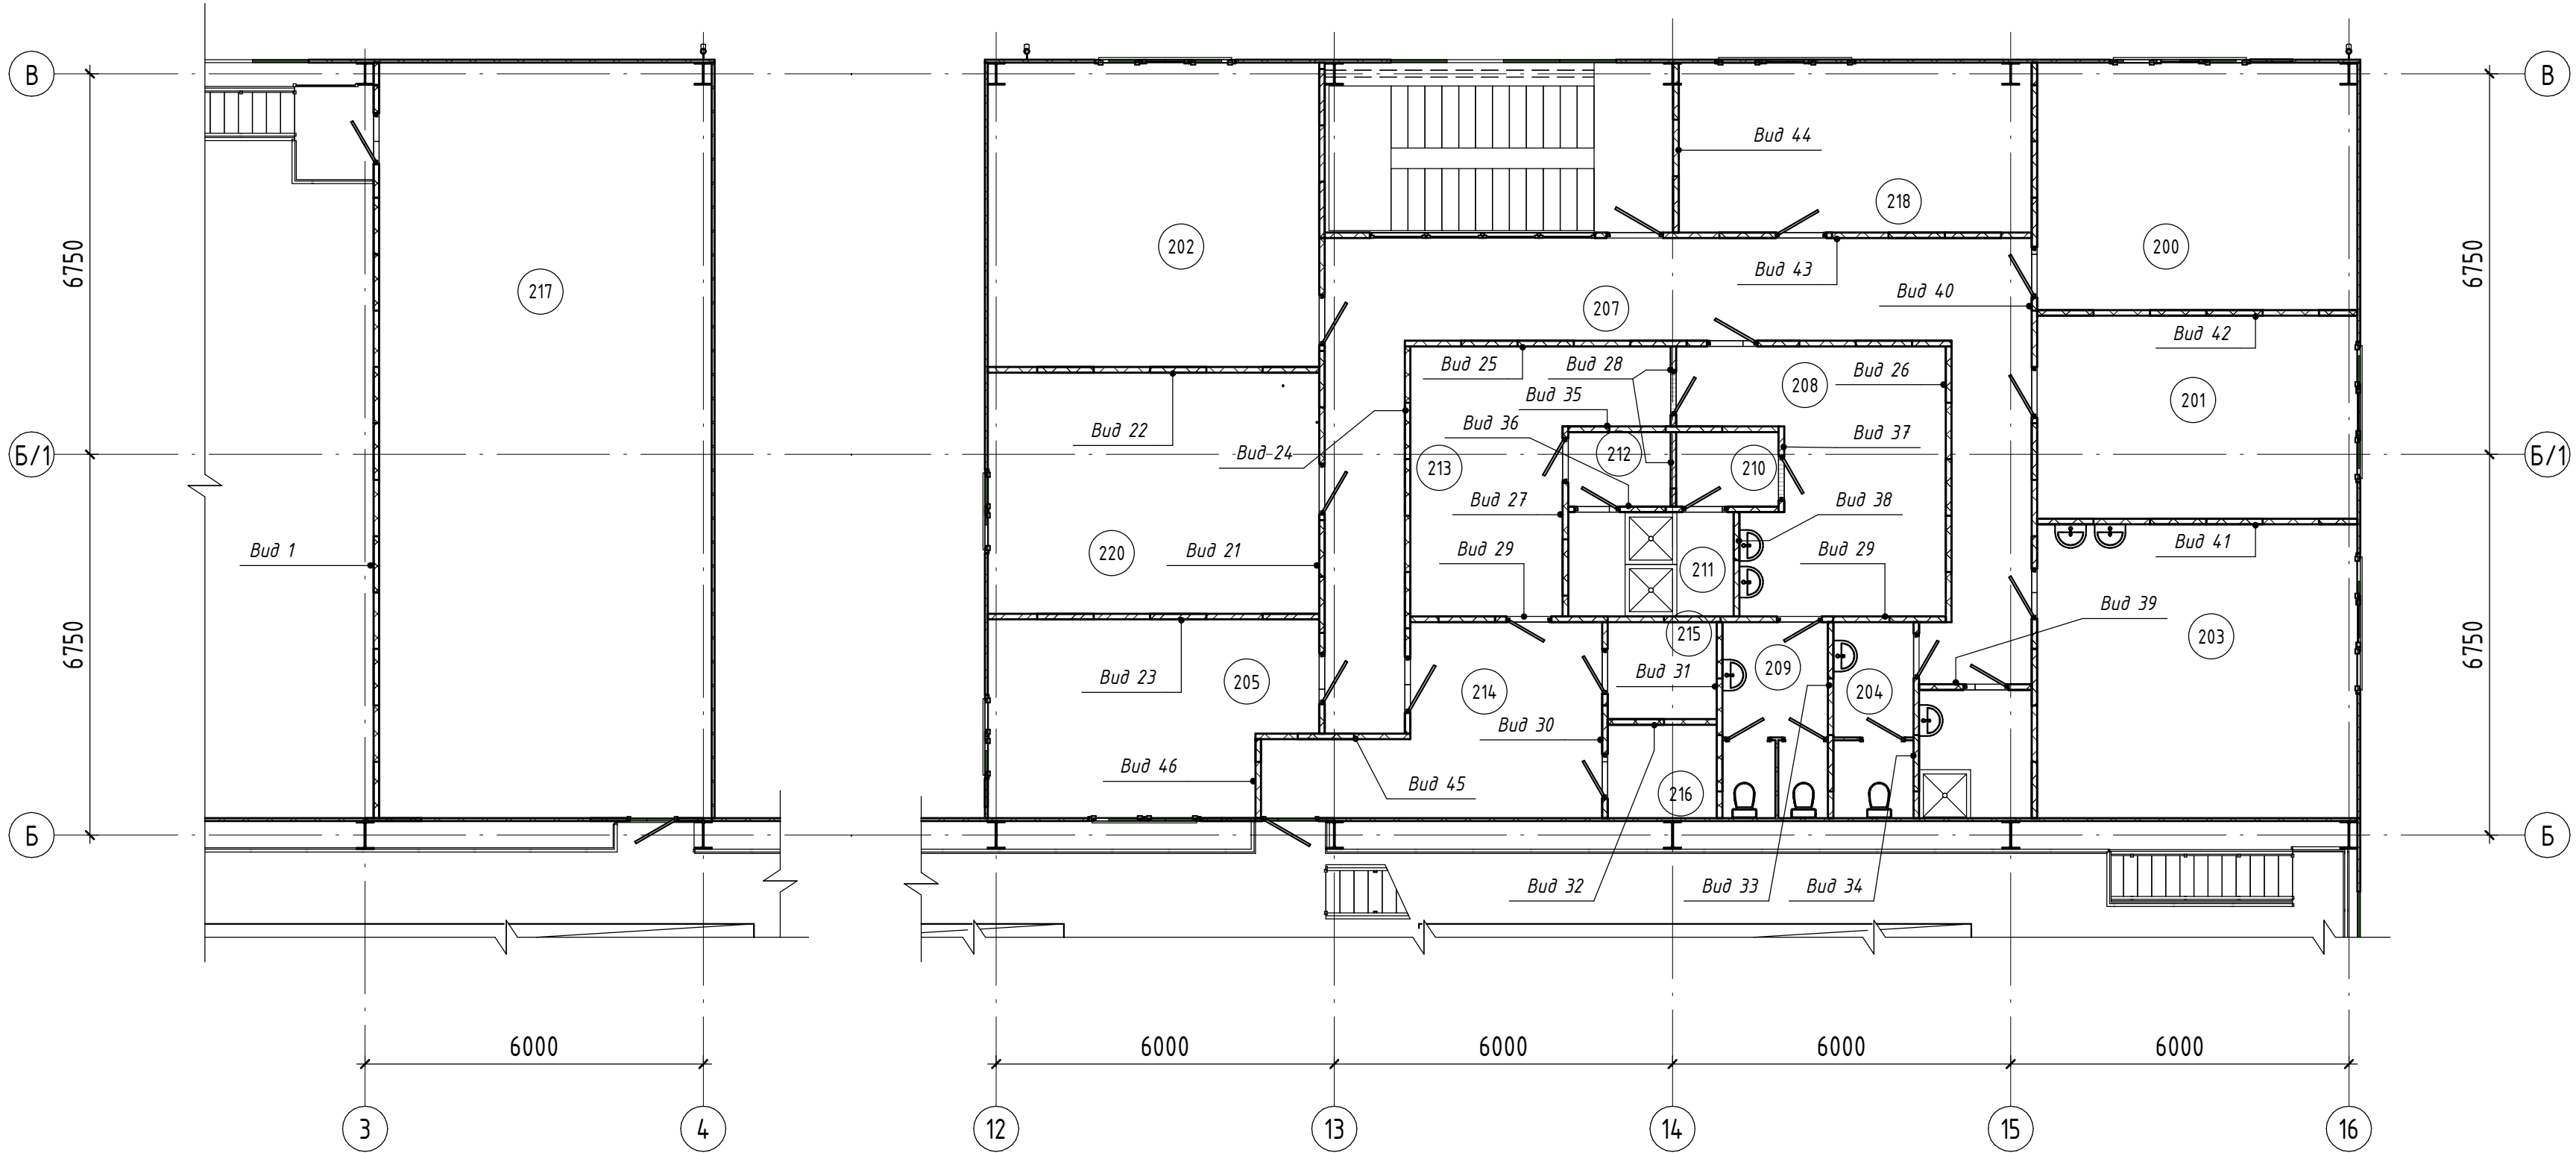 В
В
Вид 44
218
202
200
6750
6750
217
Вид 43
Вид 40
207
Вид 42
Вид 25
Вид 28
208
Вид 26
Вид 35
201
Вид 22
Вид 36
Вид 37
Б/1
Вид 24
212
Б/1
213
210
Вид 27
Вид 38
Вид 1
220
Вид 21
Вид 29
Вид 29
Вид 41
211
Вид 39
6750
215
203
6750
Вид 23
205
214
Вид 31
209
204
Вид 30
Вид 46
Вид 45
216
Б
Б
Вид 32
Вид 33
Вид 34
6000
6000
6000
6000
6000
3
4
12
13
14
15
16